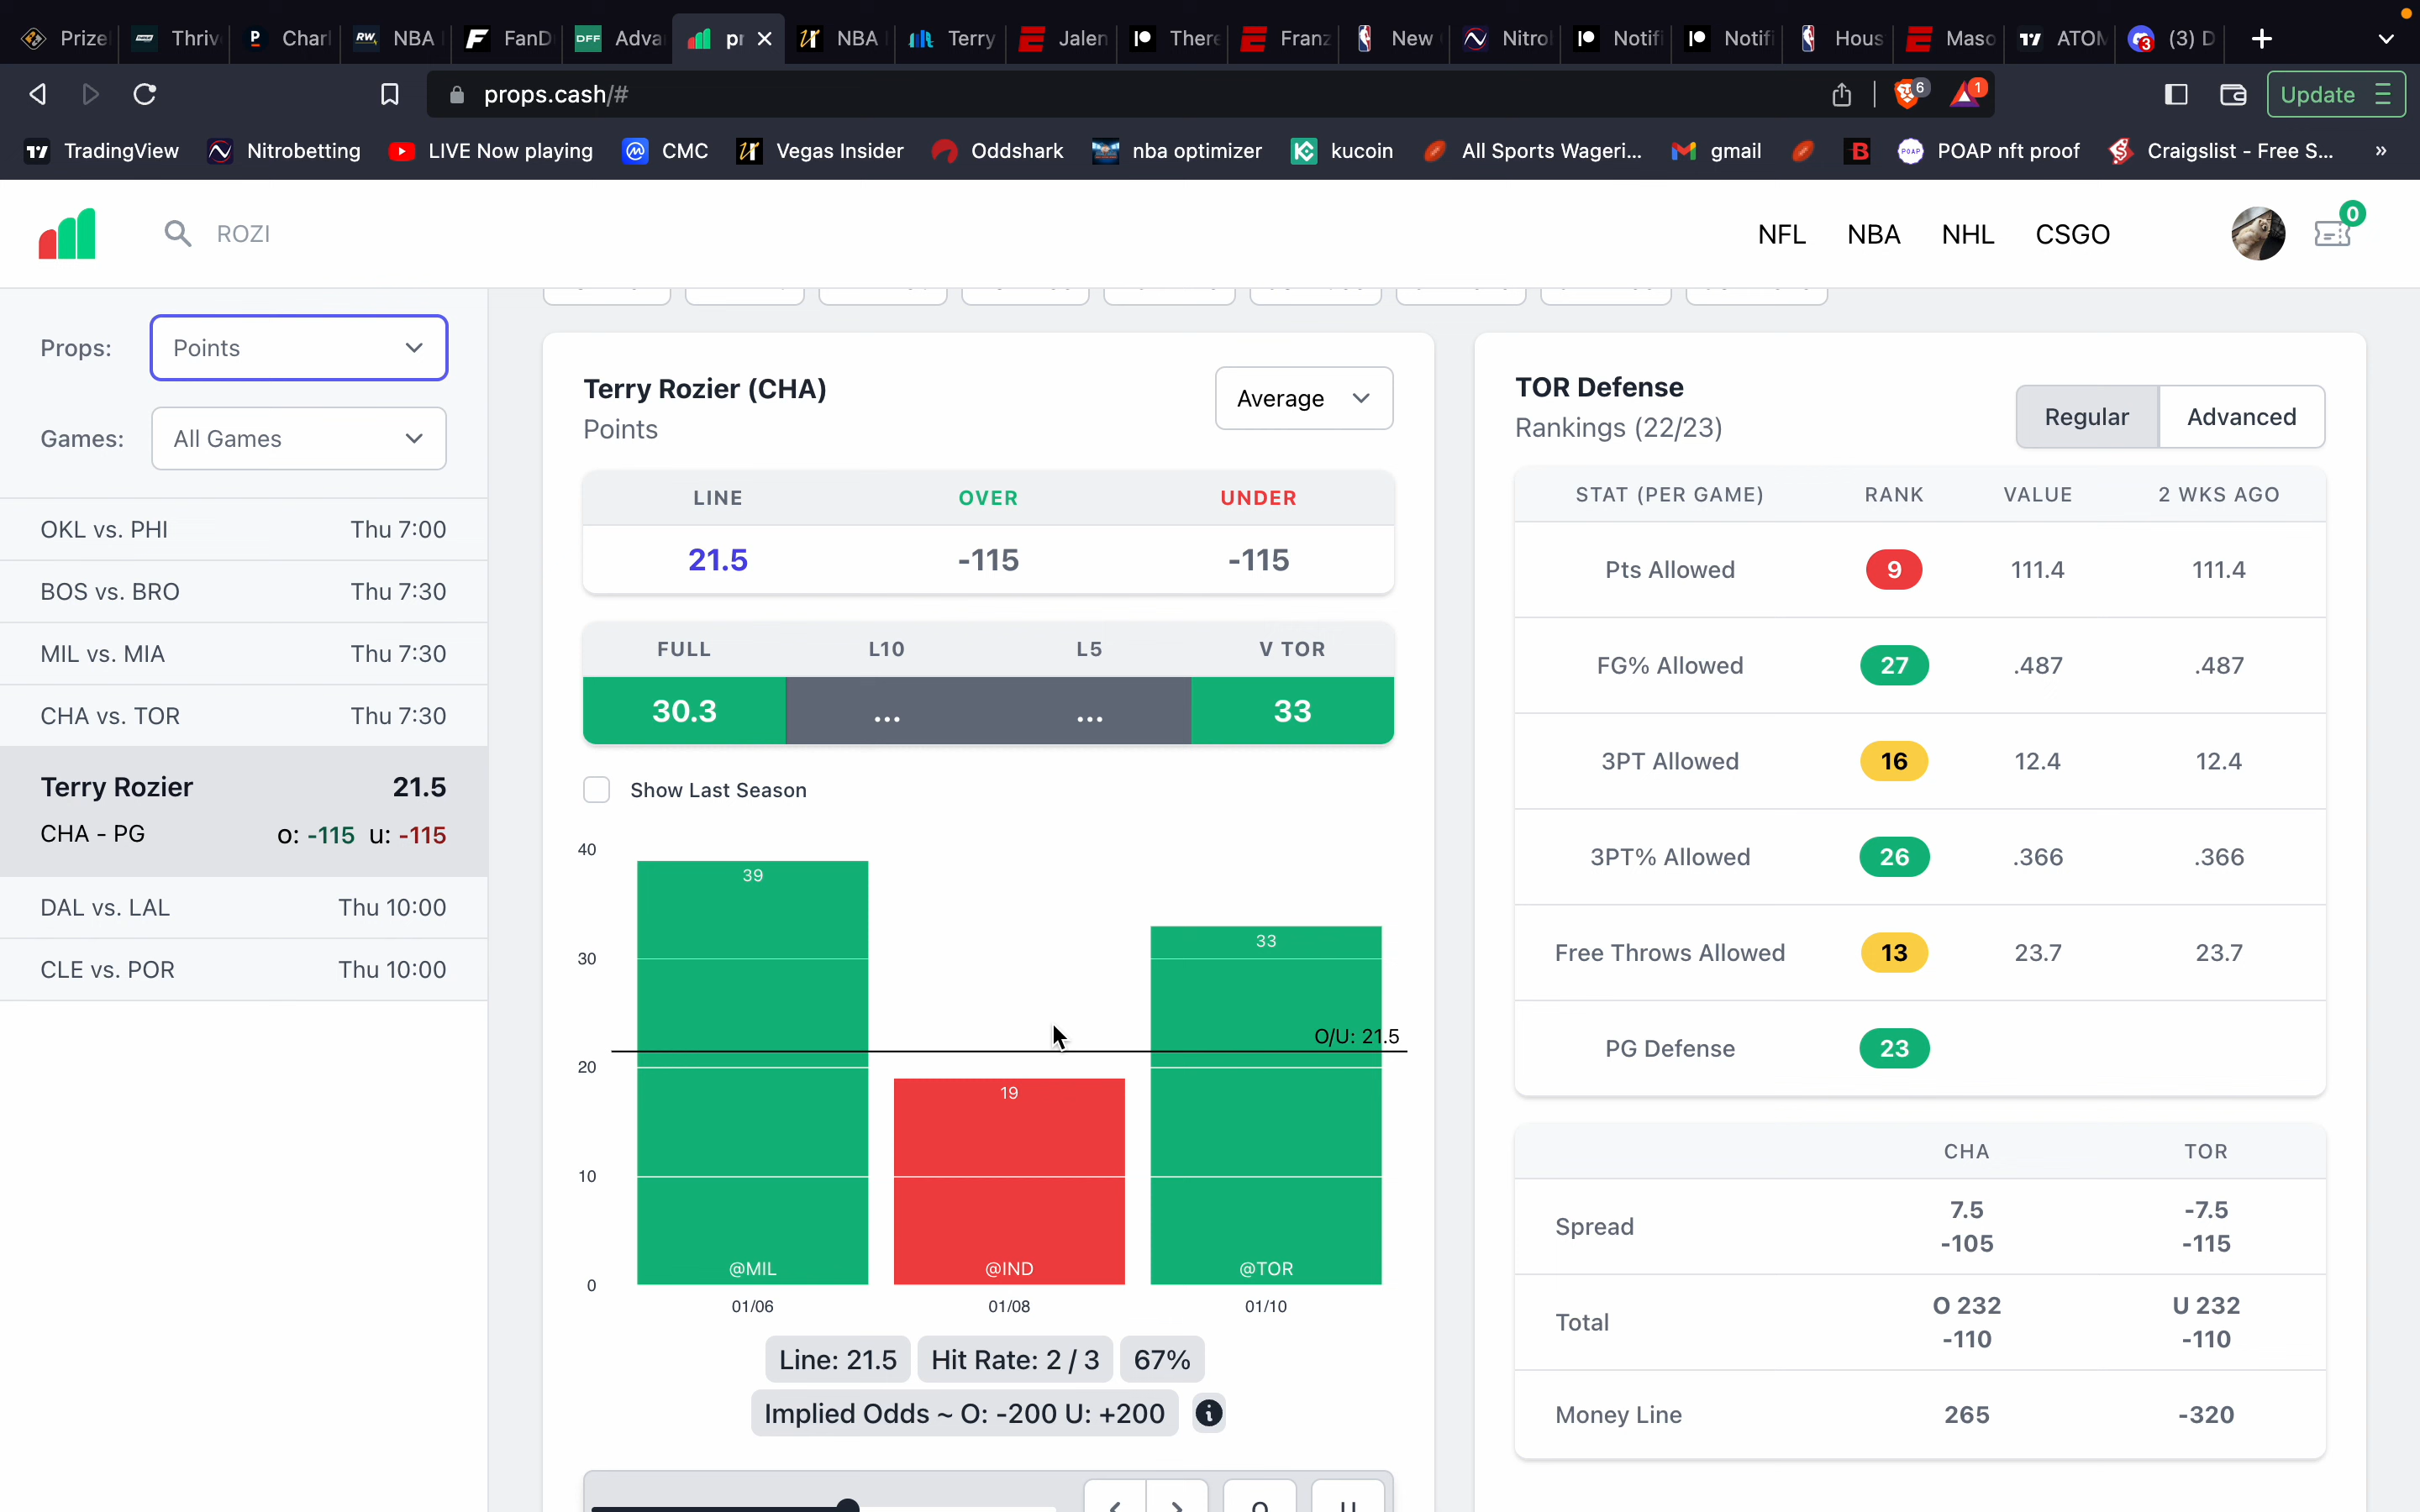 Prize Thriv Charl NBA FanD Adva pr NBA Terry Jalen There Franz New Nitrol Notifi Notifi Hous Maso ATOM (3) D
props.cash/#
6
1
Update
TradingView Nitrobetting LIVE Now playing CMC Vegas Insider Oddshark nba optimizer kucoin All Sports Wageri... gmail POAP nft proof Craigslist - Free S... »
ROZI
NFL NBA NHL CSGO
0
Props: Points
Games: All Games
OKL vs. PHI Thu 7:00
BOS vs. BRO Thu 7:30
MIL vs. MIA Thu 7:30
CHA vs. TOR Thu 7:30
Terry Rozier 21.5
CHA - PG o: -115 u: -115
DAL vs. LAL Thu 10:00
CLE vs. POR Thu 10:00
Terry Rozier (CHA)
Points
Average
LINE OVER UNDER
21.5 -115 -115
FULL L10 L5 V TOR
30.3 ... ... 33
Show Last Season
40
30
20
10
0
39
19
33
O/U: 21.5
@MIL @IND @TOR
01/06 01/08 01/10
Line: 21.5 Hit Rate: 2 / 3 67%
Implied Odds ~ O: -200 U: +200
< > O U
TOR Defense
Rankings (22/23)
Regular Advanced
STAT (PER GAME) RANK VALUE 2 WKS AGO
Pts Allowed 9 111.4 111.4
FG% Allowed 27 .487 .487
3PT Allowed 16 12.4 12.4
3PT% Allowed 26 .366 .366
Free Throws Allowed 13 23.7 23.7
PG Defense 23
CHA TOR
Spread 7.5 -7.5
-105 -115
Total O 232 U 232
-110 -110
Money Line 265 -320